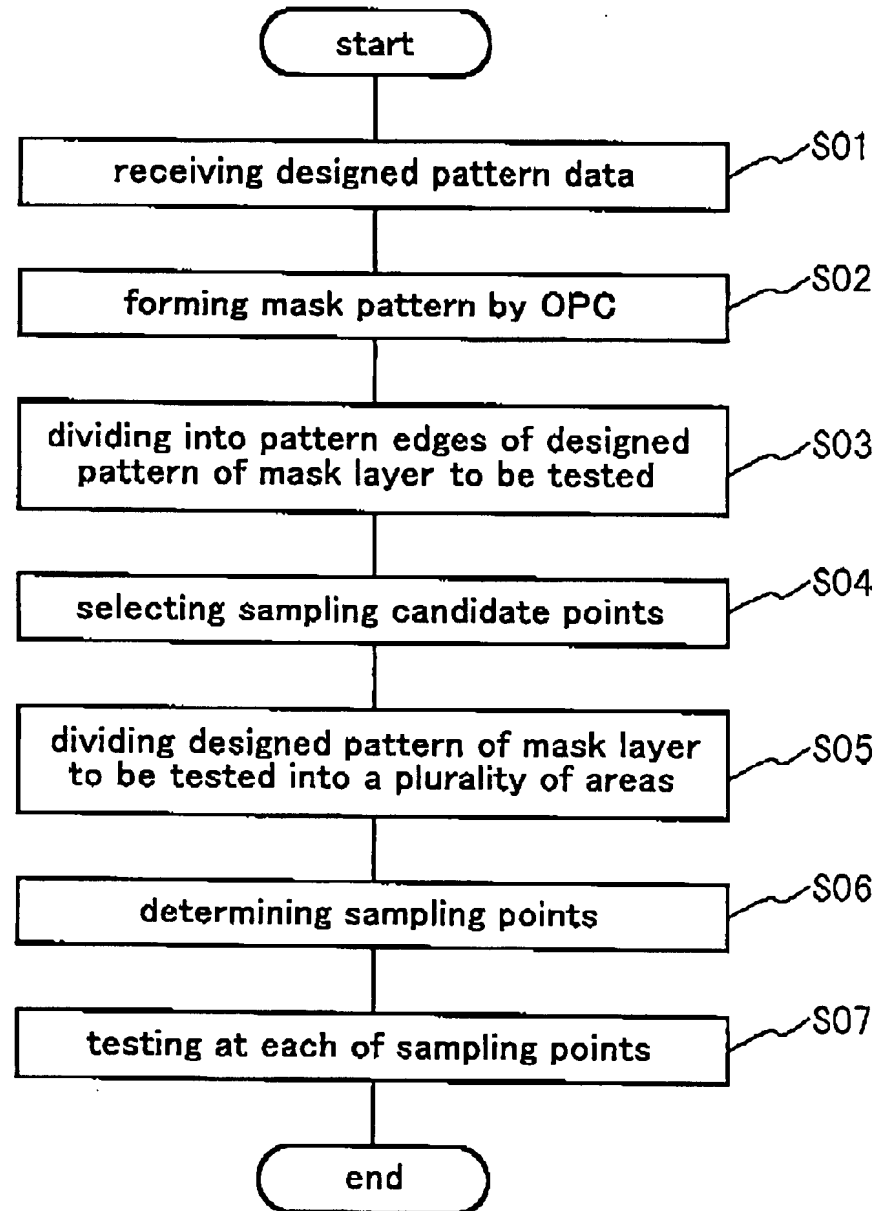 start
receiving designed pattern data
S01
forming mask pattern by OPC
S02
dividing into pattern edges of designed
pattern of mask layer to be tested
S03
selecting sampling candidate points
S04
dividing designed pattern of mask layer
to be tested into a plurality of areas
S05
determining sampling points
S06
testing at each of sampling points
S07
end